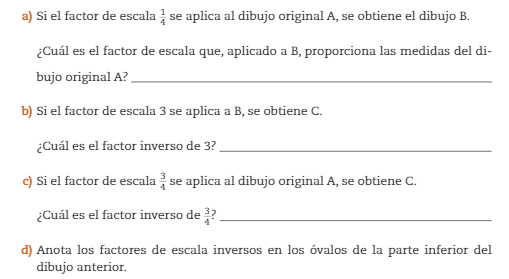 a) Si el factor de escala 1/4 se aplica al dibujo original A, se obtiene el dibujo B.
¿Cuál es el factor de escala que, aplicado a B, proporciona las medidas del di-
bujo original A?
b) Si el factor de escala 3 se aplica a B, se obtiene C.
¿Cuál es el factor inverso de 3?
c) Si el factor de escala 3/4 se aplica al dibujo original A, se obtiene C.
¿Cuál es el factor inverso de 3/4?
d) Anota los factores de escala inversos en los óvalos de la parte inferior del
dibujo anterior.